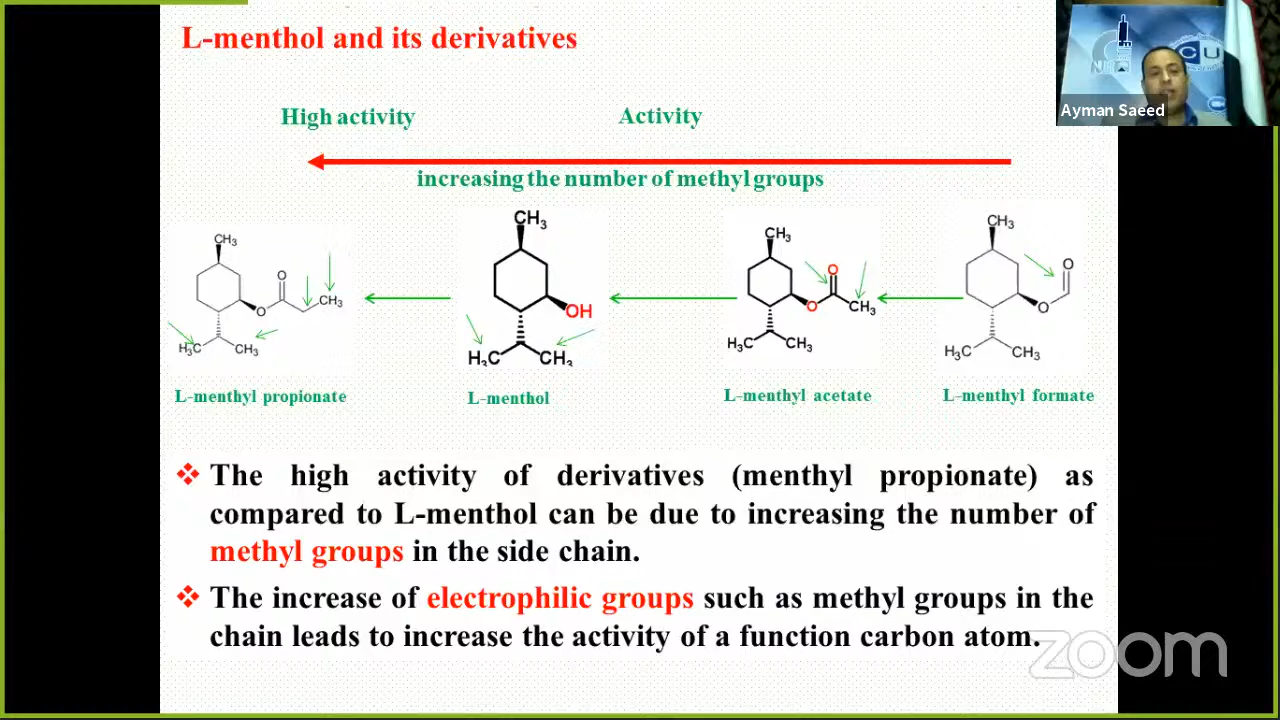 L-menthol and its derivatives
Ayman Saeed
High activity
Activity
increasing the number of methyl groups
CH3
O
O
CH3
H3C
CH3
CH3
OH
H3C
CH3
CH3
O
O
CH3
H3C
CH3
CH3
O
O
H3C
CH3
L-menthyl propionate
L-menthol
L-menthyl acetate
L-menthyl formate
The high activity of derivatives (menthyl propionate) as
compared to L-menthol can be due to increasing the number of
methyl groups in the side chain.
The increase of electrophilic groups such as methyl groups in the
chain leads to increase the activity of a function carbon atom.
zoom